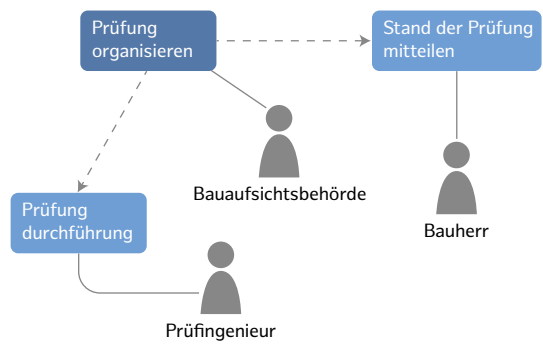 Prüfung
organisieren
Stand der Prüfung
mitteilen
Bauaufsichtsbehörde
Bauherr
Prüfung
durchführung
Prüfingenieur